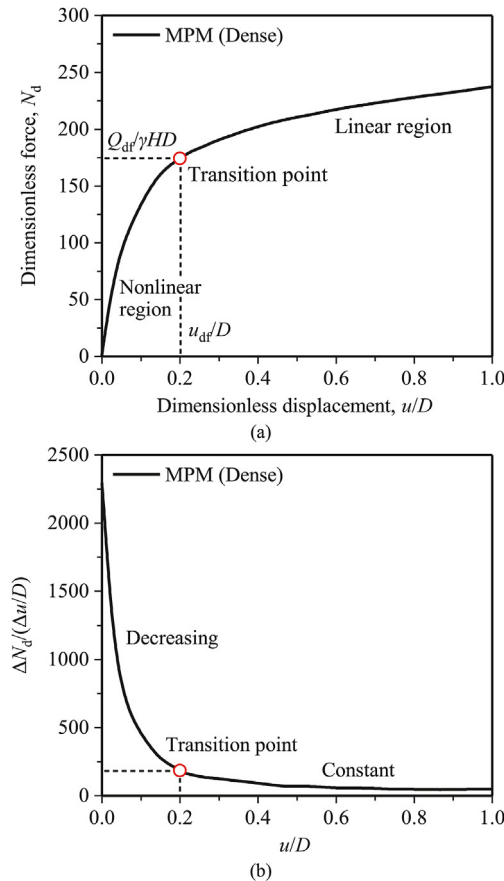 300
MPM (Dense)
250
Dimensionless force, N_d
200
Q_df/γHD
Linear region
150
Transition point
100
Nonlinear
region
50
u_df/D
0
0.0 0.2 0.4 0.6 0.8 1.0
Dimensionless displacement, u/D
(a)
2500
MPM (Dense)
2000
ΔN_d/(Δu/D)
1500
Decreasing
1000
500
Transition point
Constant
0
0.0 0.2 0.4 0.6 0.8 1.0
u/D
(b)